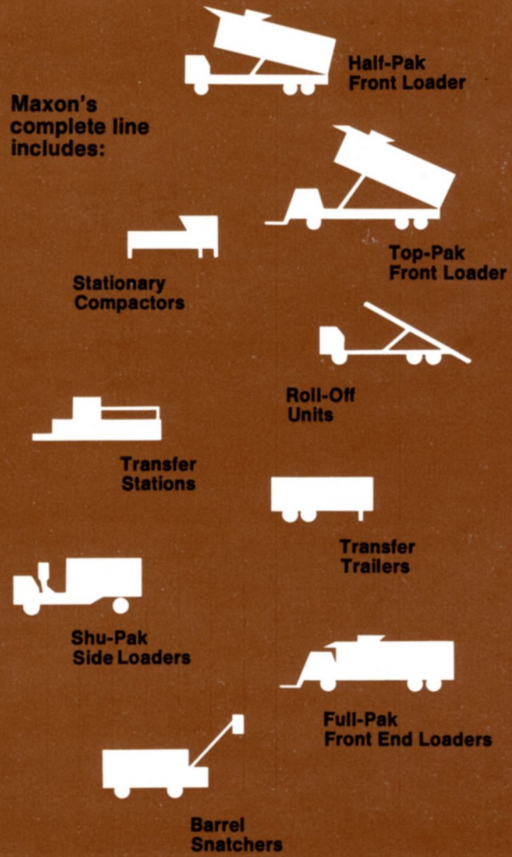 Maxon's
complete line
includes:
Half-Pak
Front Loader
Top-Pak
Front Loader
Stationary
Compactors
Roll-Off
Units
Transfer
Stations
Transfer
Trailers
Shu-Pak
Side Loaders
Full-Pak
Front End Loaders
Barrel
Snatchers